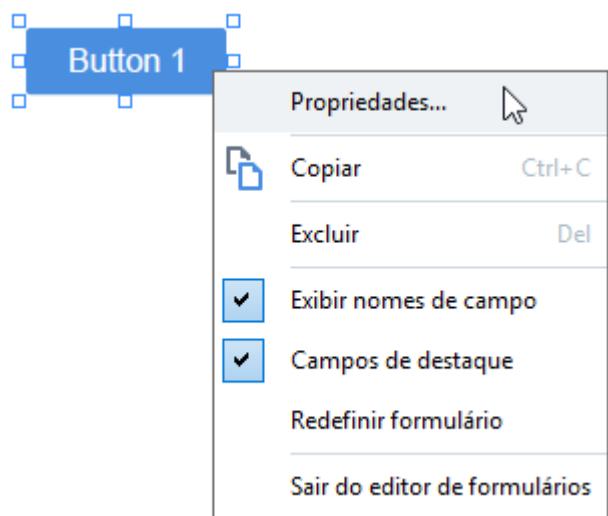 Button 1
Propriedades...
Copiar Ctrl+C
Excluir Del
Exibir nomes de campo
Campos de destaque
Redefinir formulário
Sair do editor de formulários